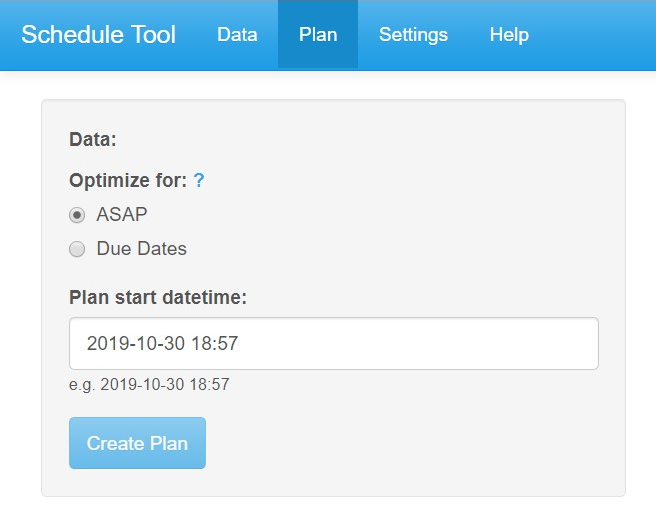 Schedule Tool Data Plan Settings Help
Data:
Optimize for: ?
ASAP
Due Dates
Plan start datetime:
2019-10-30 18:57
e.g. 2019-10-30 18:57
Create Plan